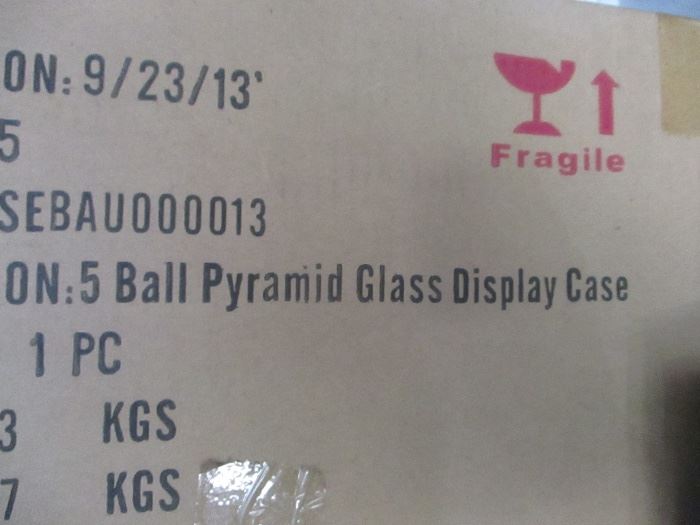 ON: 9/23/13'
Fragile
5
SEBAU000013
ON:5 Ball Pyramid Glass Display Case
1 PC
3 KGS
7 KGS